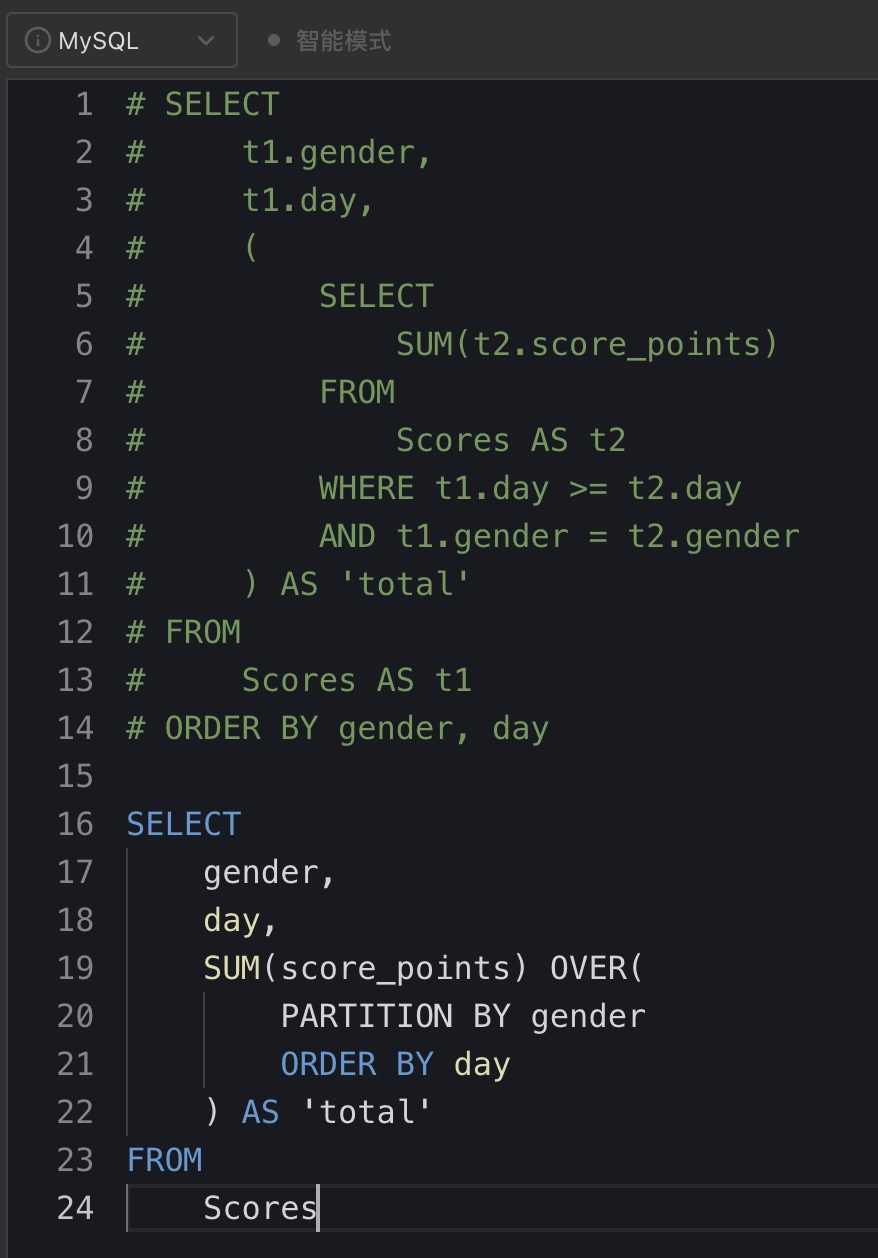 MySQL
智能模式
1 # SELECT
2 #     t1.gender,
3 #     t1.day,
4 #     (
5 #         SELECT
6 #             SUM(t2.score_points)
7 #         FROM
8 #             Scores AS t2
9 #         WHERE t1.day >= t2.day
10 #         AND t1.gender = t2.gender
11 #     ) AS 'total'
12 # FROM
13 #     Scores AS t1
14 # ORDER BY gender, day
15
16 SELECT
17     gender,
18     day,
19     SUM(score_points) OVER(
20         PARTITION BY gender
21         ORDER BY day
22     ) AS 'total'
23 FROM
24     Scores